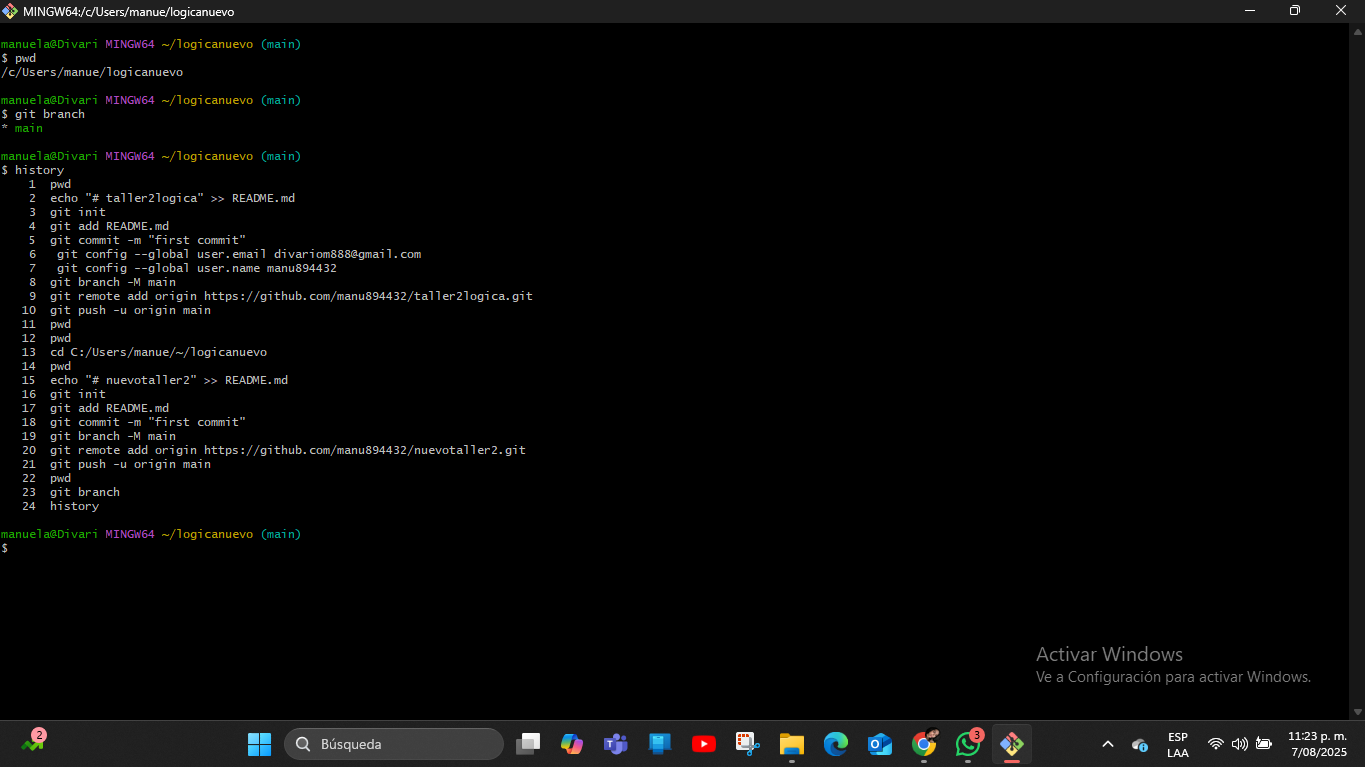 MINGW64:/c/Users/manue/logicanuevo
manuela@Divari MINGW64 ~/logicanuevo (main)
$ pwd
/c/Users/manue/logicanuevo
manuela@Divari MINGW64 ~/logicanuevo (main)
$ git branch
* main
manuela@Divari MINGW64 ~/logicanuevo (main)
$ history
1 pwd
2 echo "# taller2logica" >> README.md
3 git init
4 git add README.md
5 git commit -m "first commit"
6 git config --global user.email divariom888@gmail.com
7 git config --global user.name manu894432
8 git branch -M main
9 git remote add origin https://github.com/manu894432/taller2logica.git
10 git push -u origin main
11 pwd
12 pwd
13 cd C:/Users/manue/~/logicanuevo
14 pwd
15 echo "# nuevotaller2" >> README.md
16 git init
17 git add README.md
18 git commit -m "first commit"
19 git branch -M main
20 git remote add origin https://github.com/manu894432/nuevotaller2.git
21 git push -u origin main
22 pwd
23 git branch
24 history
manuela@Divari MINGW64 ~/logicanuevo (main)
$
Activar Windows
Ve a Configuración para activar Windows.
2
Búsqueda
3
ESP
LAA
11:23 p. m.
7/08/2025